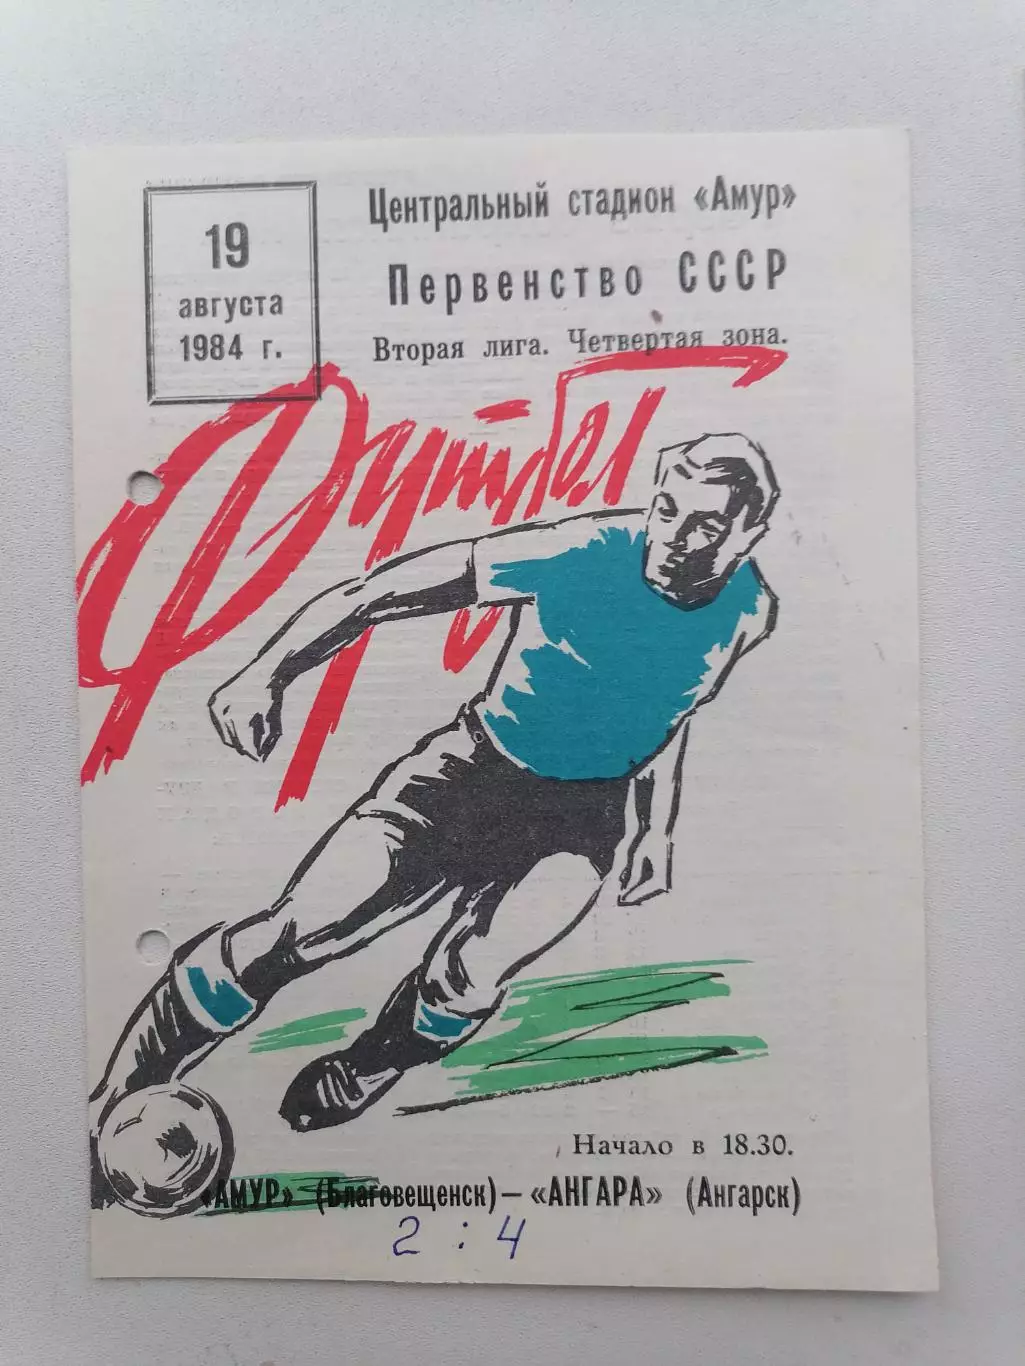 19
августа
1984 г.
Центральный стадион «Амур»
Первенство СССР
Вторая лига. Четвертая зона.
Футбол
Начало в 18.30.
«АМУР» (Благовещенск) – «АНГАРА» (Ангарск)
2 : 4